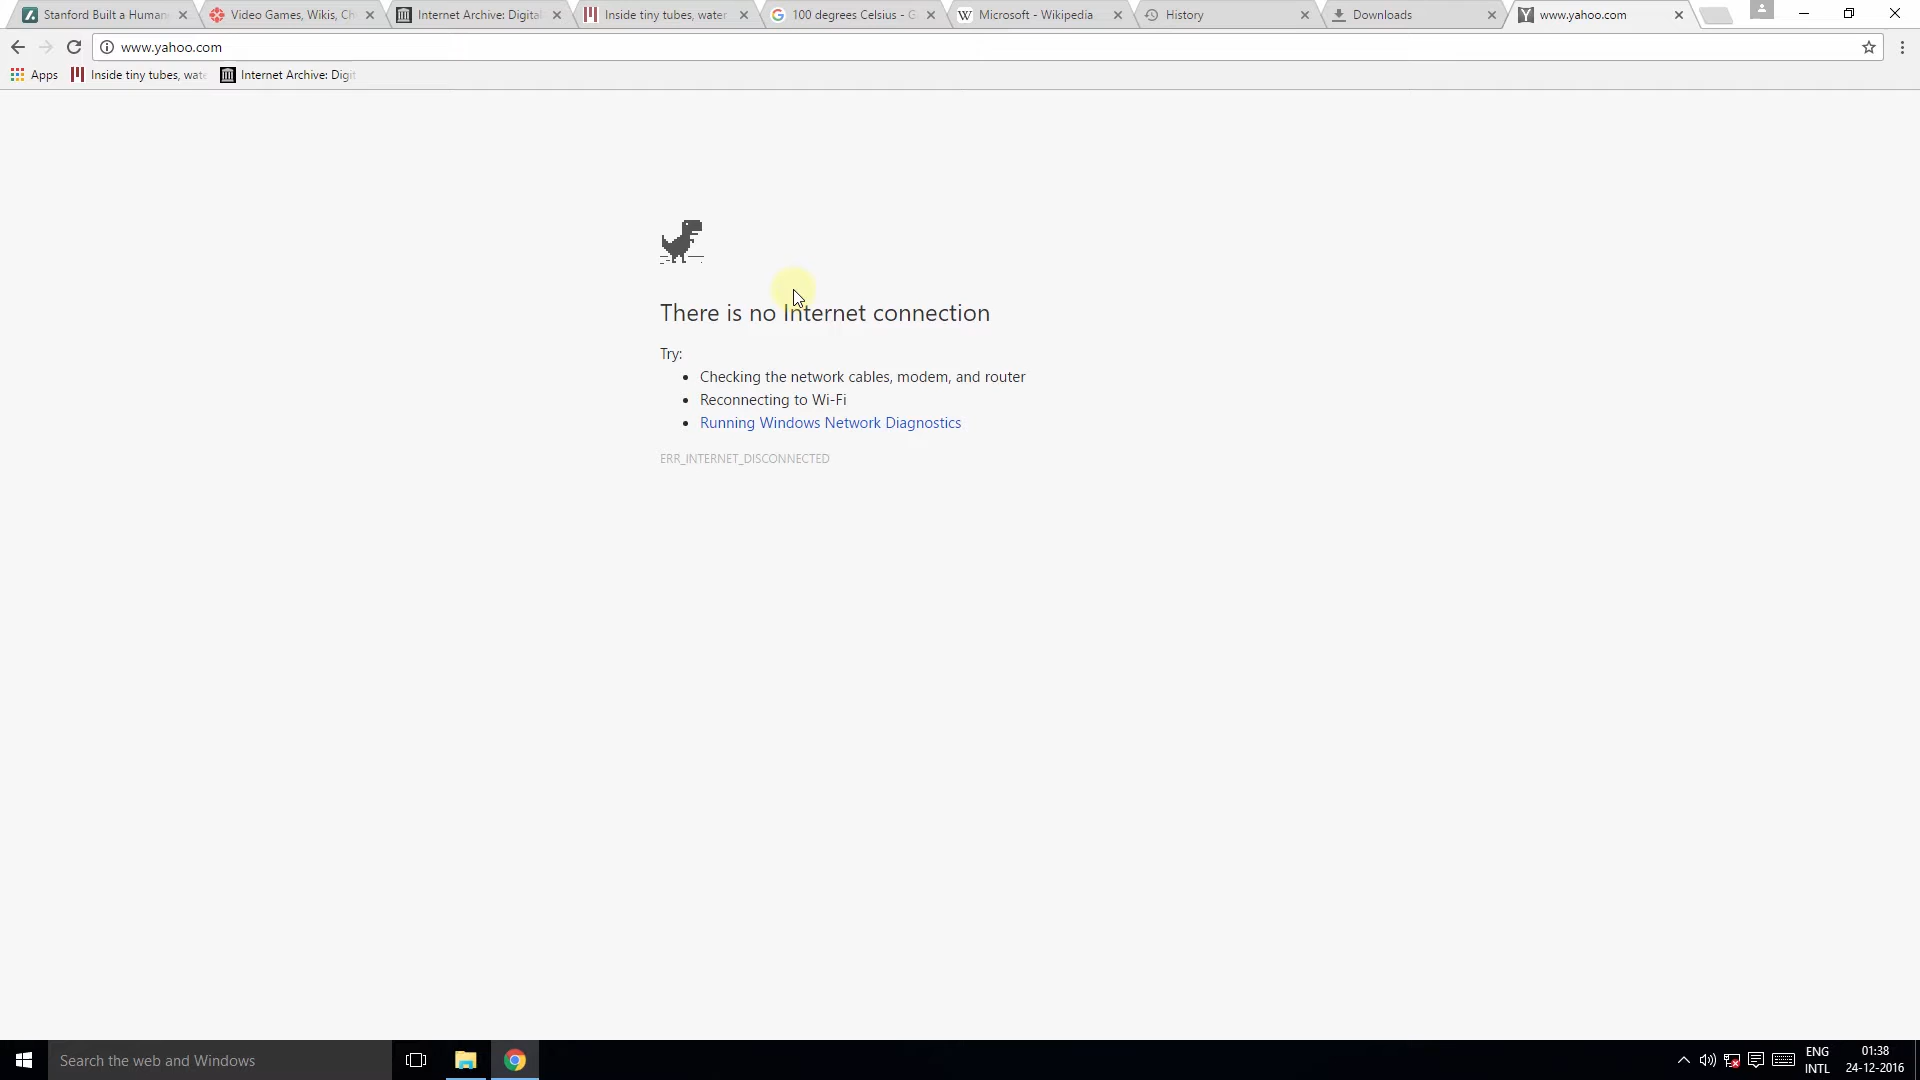 Stanford Built a Human
Video Games, Wikis, Ch
Internet Archive: Digital
Inside tiny tubes, water
100 degrees Celsius - G
Microsoft - Wikipedia
History
Downloads
www.yahoo.com
www.yahoo.com
Apps
Inside tiny tubes, wate
Internet Archive: Digit
There is no Internet connection
Try:
Checking the network cables, modem, and router
Reconnecting to Wi-Fi
Running Windows Network Diagnostics
ERR_INTERNET_DISCONNECTED
Search the web and Windows
ENG
INTL
01:38
24-12-2016